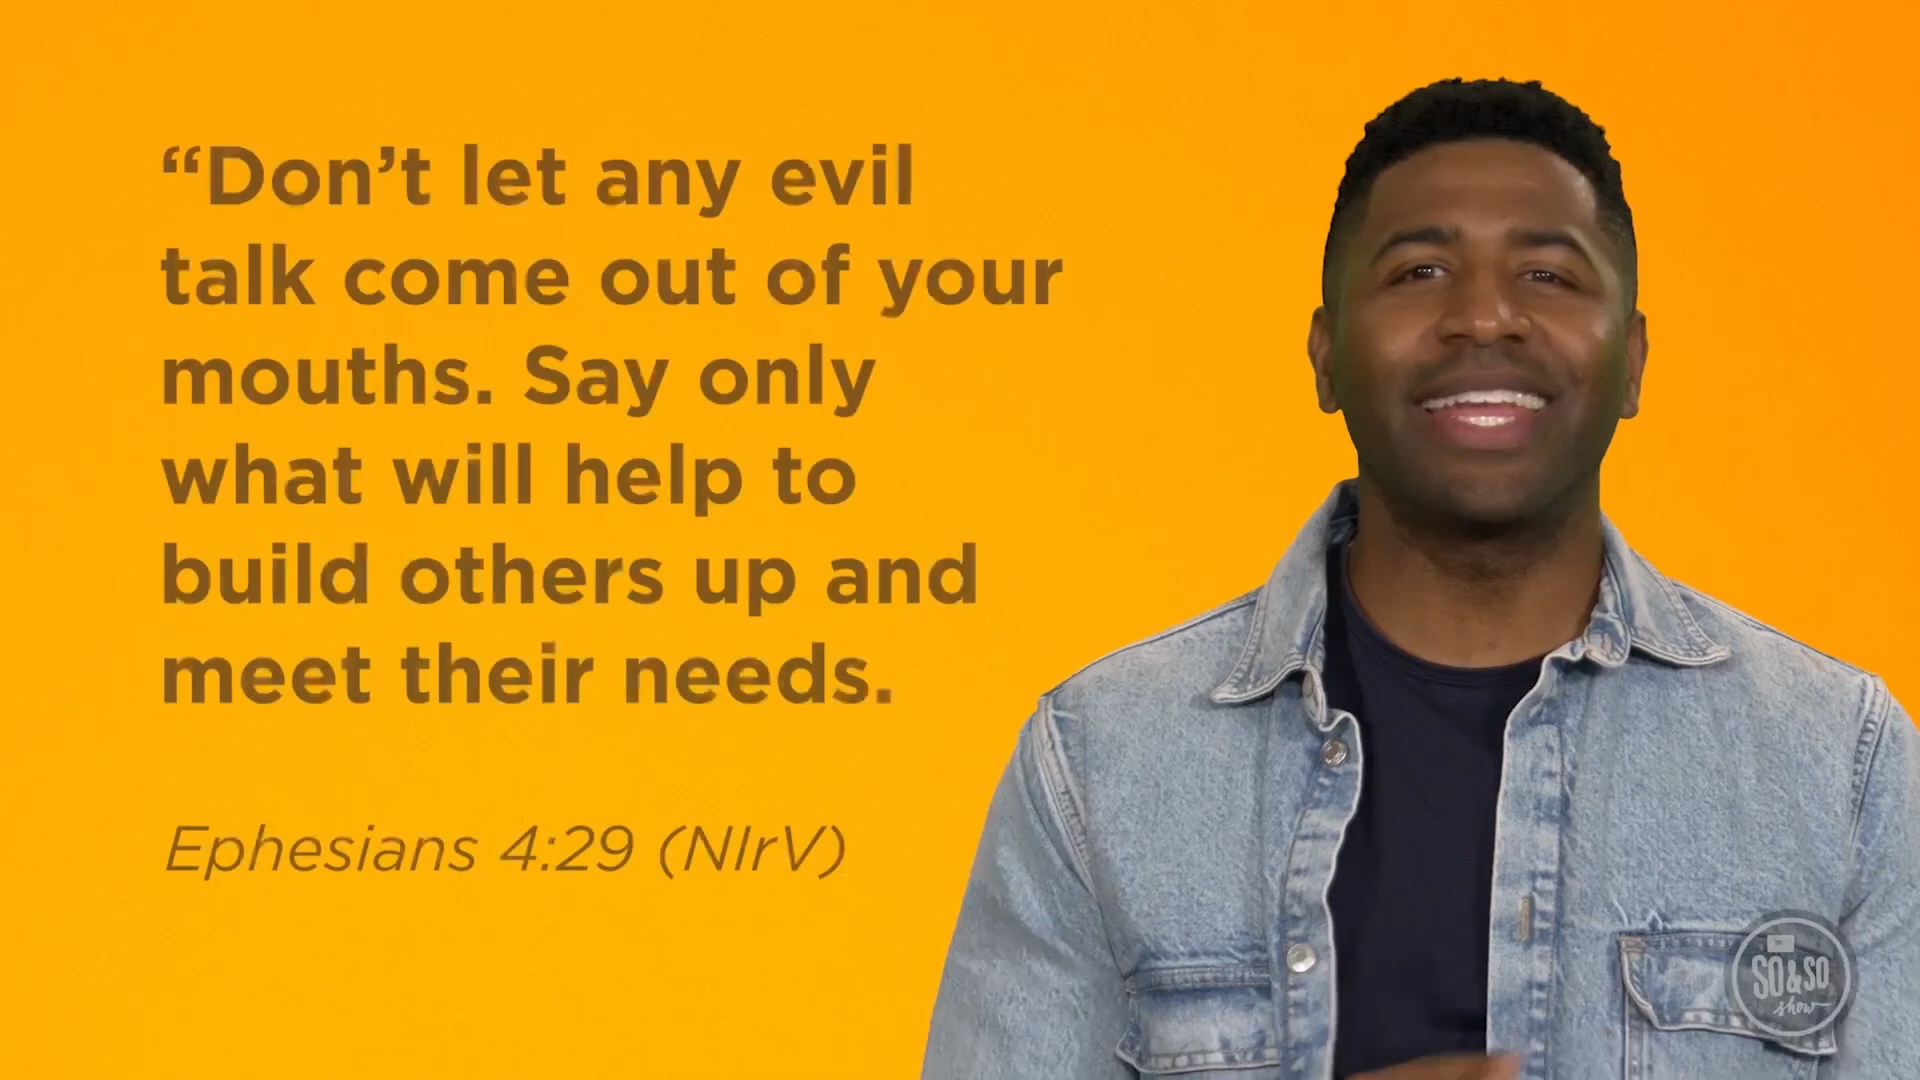 “Don’t let any evil
talk come out of your
mouths. Say only
what will help to
build others up and
meet their needs.
Ephesians 4:29 (NIrV)
SO&SO
show